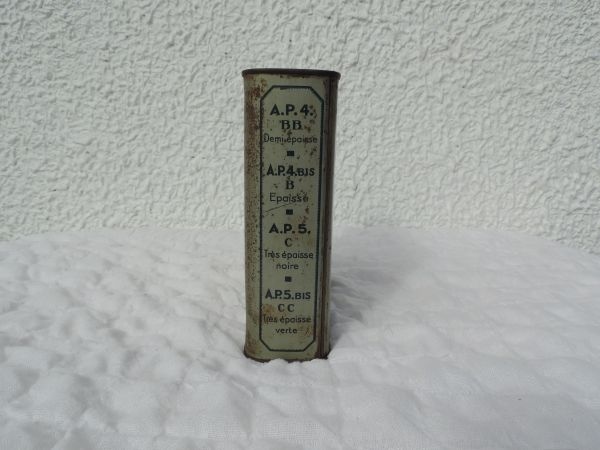 A.P.4.
BB
Demi-épaisse
A.P.4.BIS
B
Epaisse
A.P.5.
C
Très épaisse
noire
A.P.5.BIS
CC
Très épaisse
verte